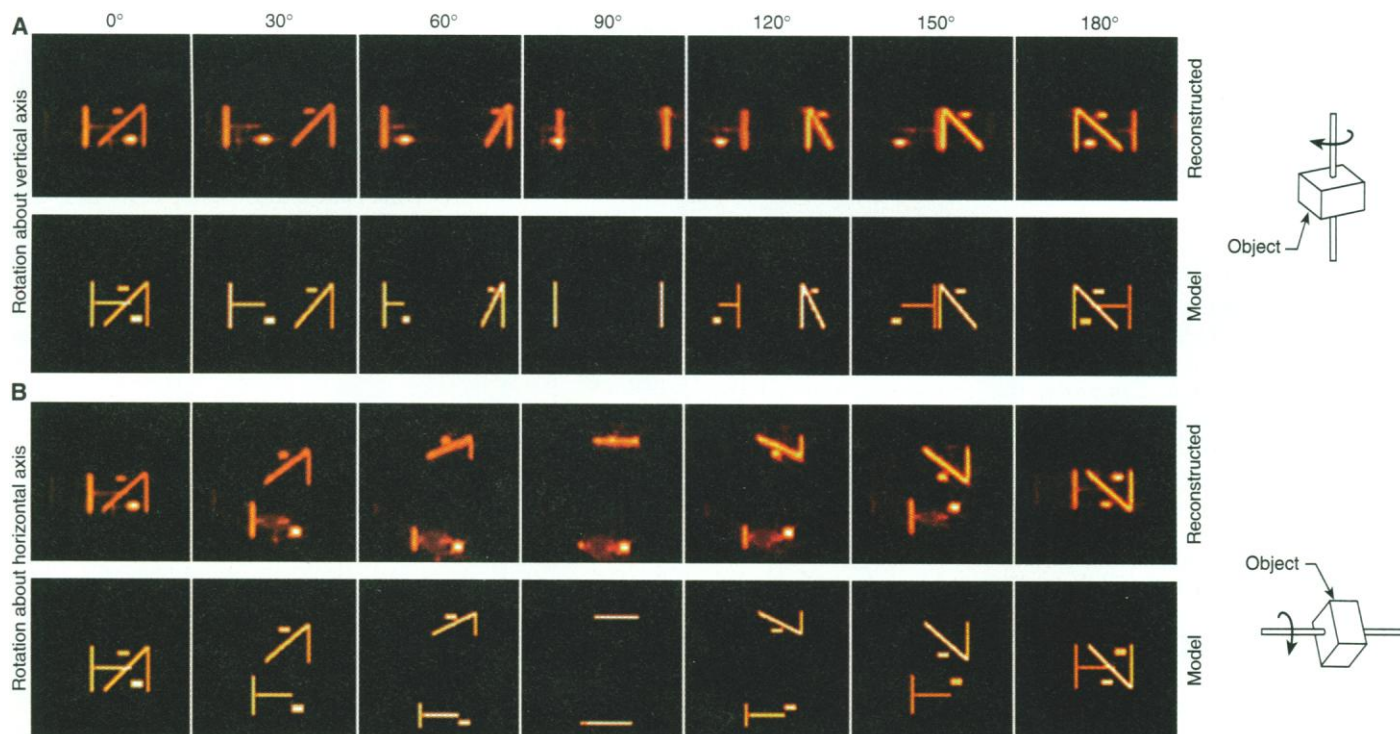 0° 30° 60° 90° 120° 150° 180°
A
Rotation about vertical axis
Reconstructed
Model
Object
B
Rotation about horizontal axis
Reconstructed
Model
Object